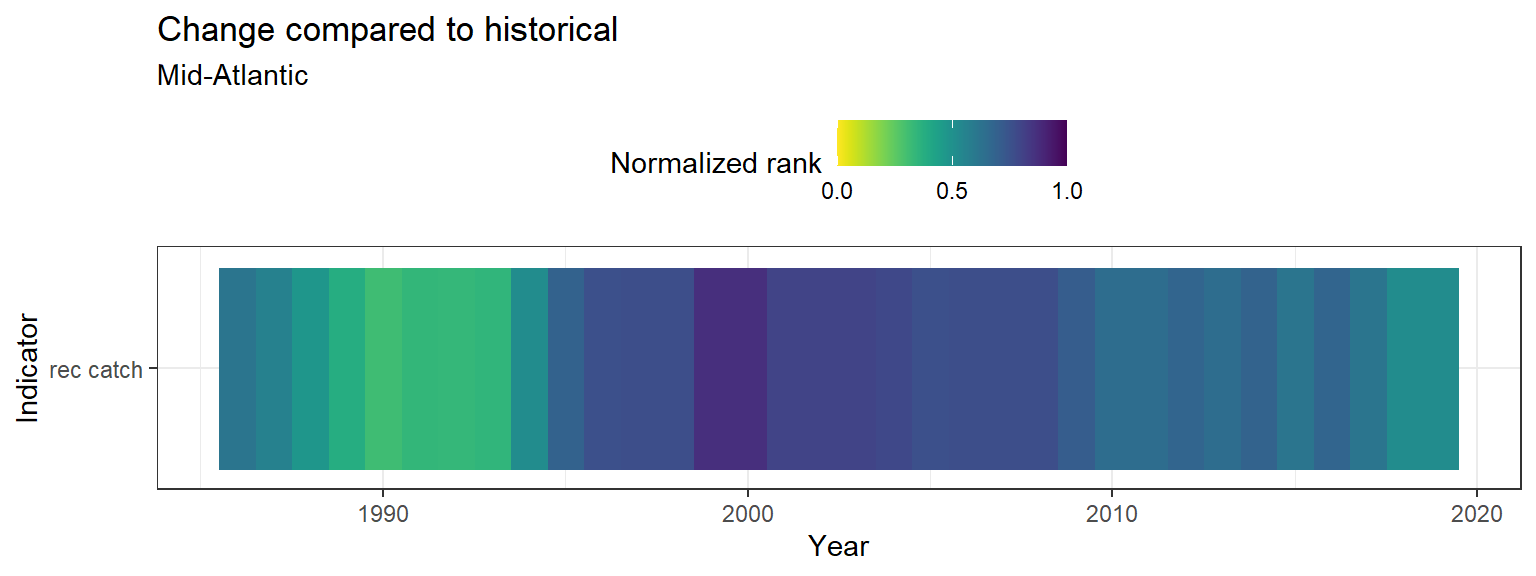 Change compared to historical
Mid-Atlantic
Normalized rank
0.0 0.5 1.0
Indicator
rec catch
1990 2000 2010 2020
Year